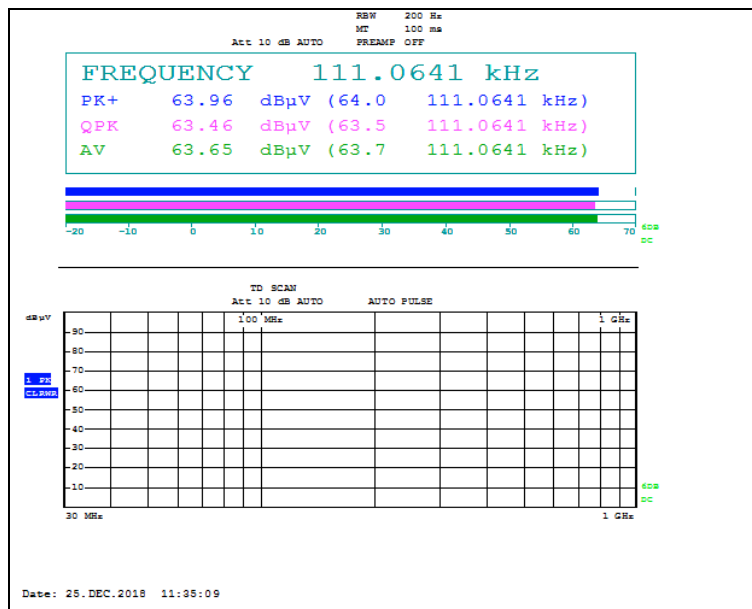 RBW 200 Hz
MT 100 ms
Att 10 dB AUTO PREAMP OFF
FREQUENCY 111.0641 kHz
PK+ 63.96 dBµV (64.0 111.0641 kHz)
QPK 63.46 dBµV (63.5 111.0641 kHz)
AV 63.65 dBµV (63.7 111.0641 kHz)
-20 -10 0 10 20 30 40 50 60 70
6DB
DC
TD SCAN
Att 10 dB AUTO AUTO PULSE
dBµV
100 MHz 1 GHz
90
80
70
1 PK
CLRWR
60
50
40
30
20
10
6DB
DC
30 MHz 1 GHz
Date: 25.DEC.2018 11:35:09